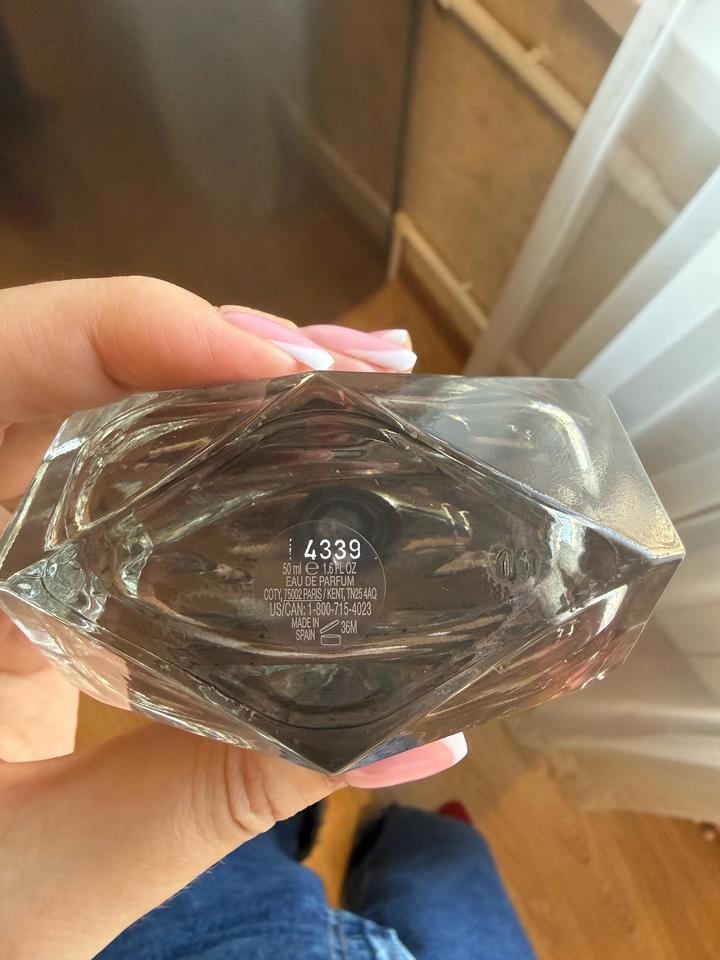 4339
50 ml ℮ 1.6 FL OZ
EAU DE PARFUM
COTY, 75002 PARIS / KENT, TN25 4AQ
US/CAN: 1-800-715-4023
MADE IN
SPAIN 36M